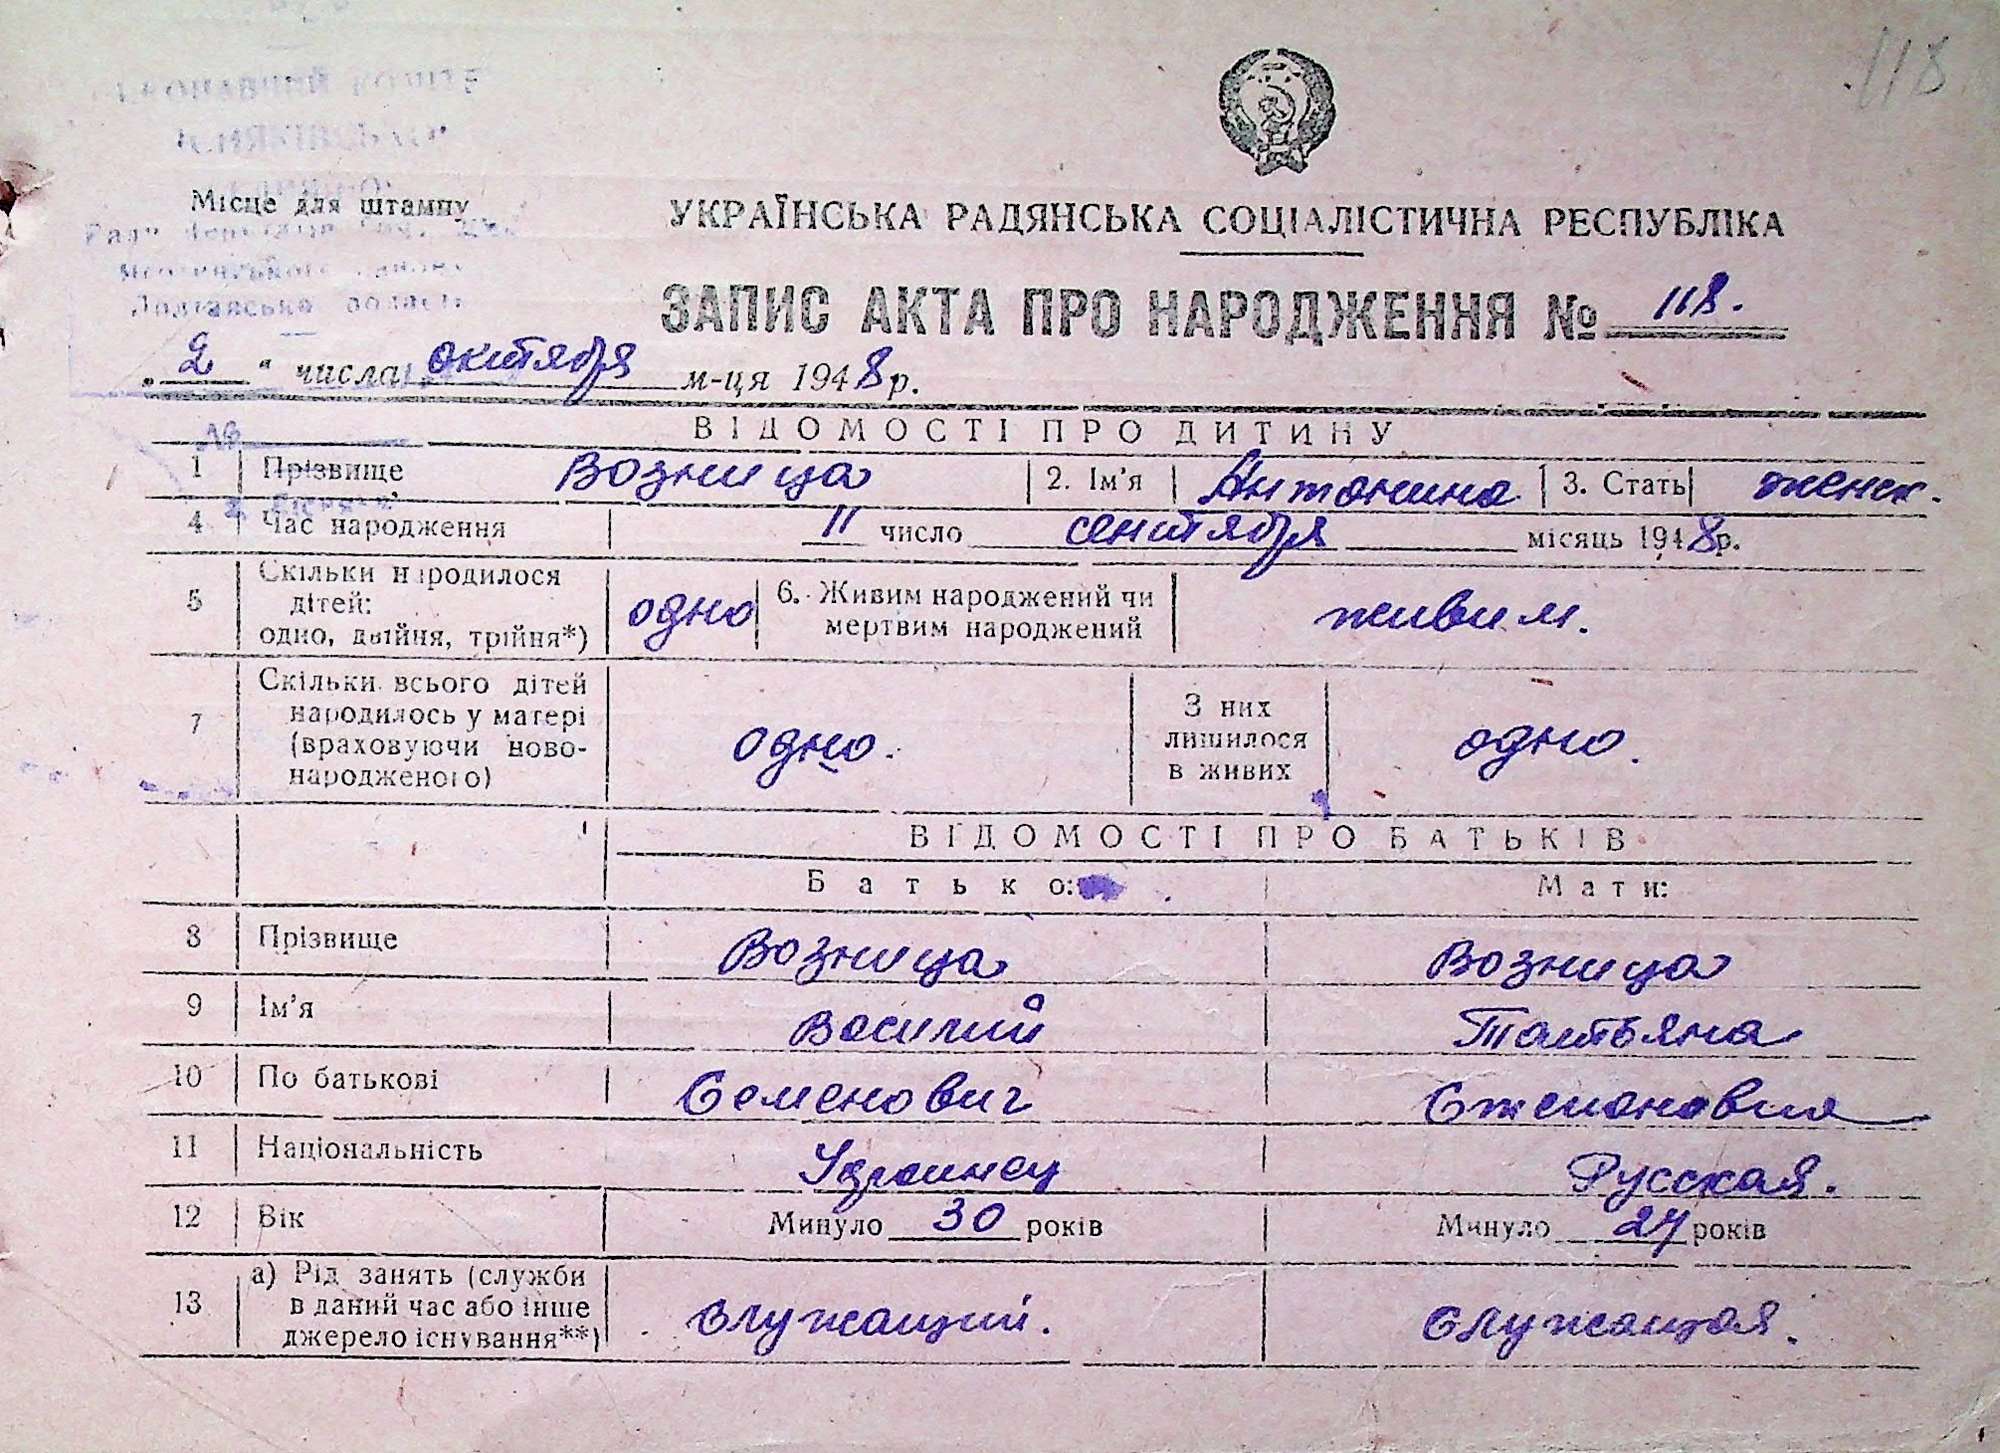 118
Місце для штампу
УКРАЇНСЬКА РАДЯНСЬКА СОЦІАЛІСТИЧНА РЕСПУБЛІКА
ЗАПИС АКТА ПРО НАРОДЖЕННЯ № 118.
„2“ числа октября м-ця 1948 р.
ВІДОМОСТІ ПРО ДИТИНУ
1 Прізвище Возница 2. Ім'я Антонина 3. Стать женск.
4 Час народження 11 число сентября місяць 1948 р.
5 Скільки народилося дітей: одно, двійня, трійня*) одно 6. Живим народжений чи мертвим народжений живим.
7 Скільки всього дітей народилось у матері (враховуючи новонародженого) одно. З них лишилося в живих одно.
ВІДОМОСТІ ПРО БАТЬКІВ
Батько: Мати:
8 Прізвище Возница Возница
9 Ім'я Василий Татьяна
10 По батькові Семенович Степановна
11 Національність Украинец Русская.
12 Вік Минуло 30 років Минуло 27 років
13 а) Рід занять (служби в даний час або інше джерело існування**) Служащий. Служащая.